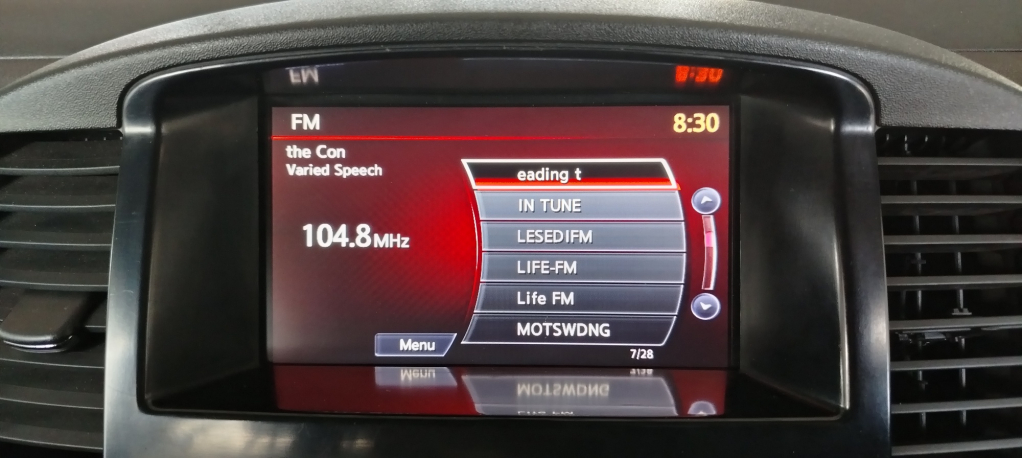 FM
8:30
the Con
Varied Speech
104.8MHz
eading t
IN TUNE
LESEDIFM
LIFE-FM
Life FM
MOTSWDNG
Menu
7/28